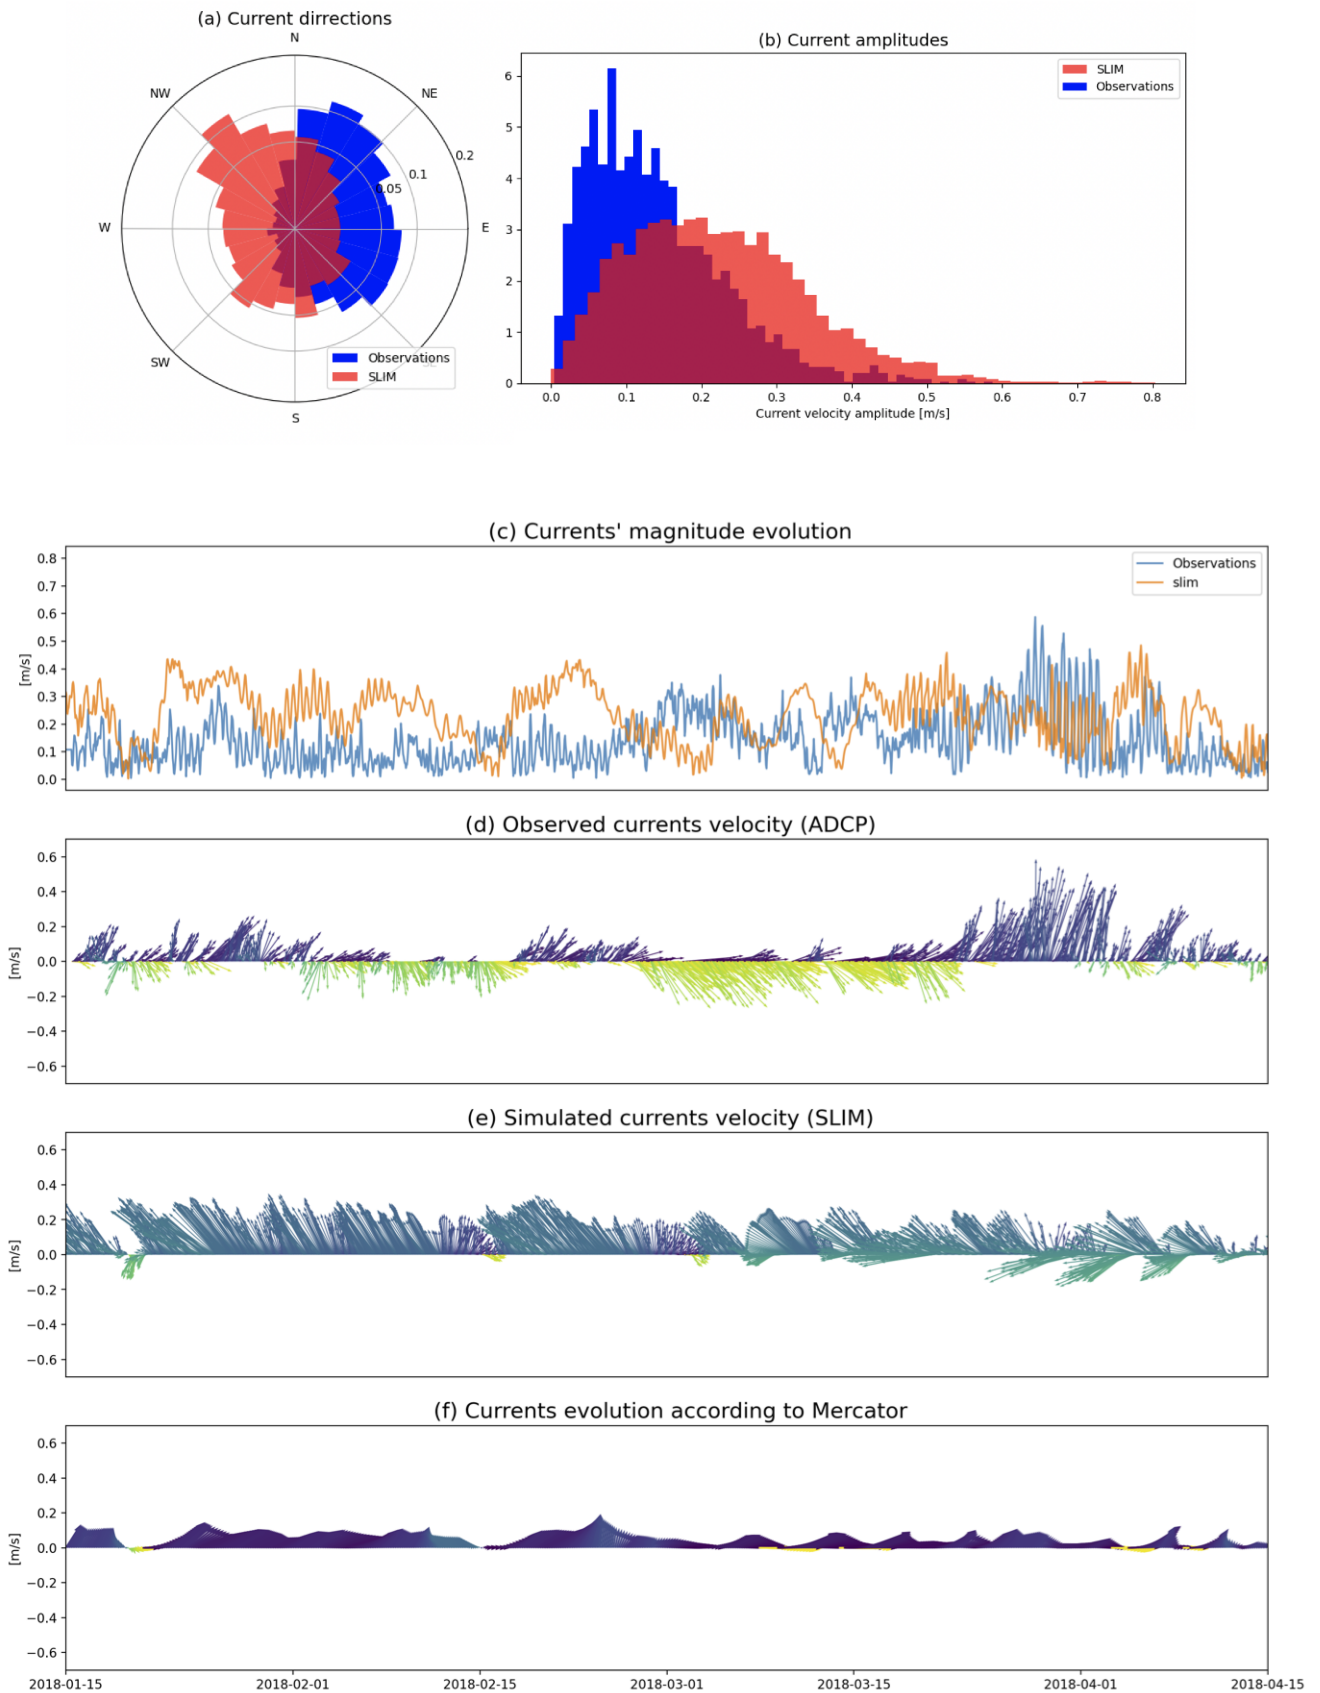 (a) Current dirrections
N
NW
NE
0.2
0.1
0.05
W
E
SW
S
Observations
SLIM
(b) Current amplitudes
SLIM
Observations
6
5
4
3
2
1
0
0.0 0.1 0.2 0.3 0.4 0.5 0.6 0.7 0.8
Current velocity amplitude [m/s]
(c) Currents' magnitude evolution
Observations
slim
[m/s]
0.8
0.7
0.6
0.5
0.4
0.3
0.2
0.1
0.0
(d) Observed currents velocity (ADCP)
[m/s]
0.6
0.4
0.2
0.0
−0.2
−0.4
−0.6
(e) Simulated currents velocity (SLIM)
[m/s]
0.6
0.4
0.2
0.0
−0.2
−0.4
−0.6
(f) Currents evolution according to Mercator
[m/s]
0.6
0.4
0.2
0.0
−0.2
−0.4
−0.6
2018-01-15 2018-02-01 2018-02-15 2018-03-01 2018-03-15 2018-04-01 2018-04-15